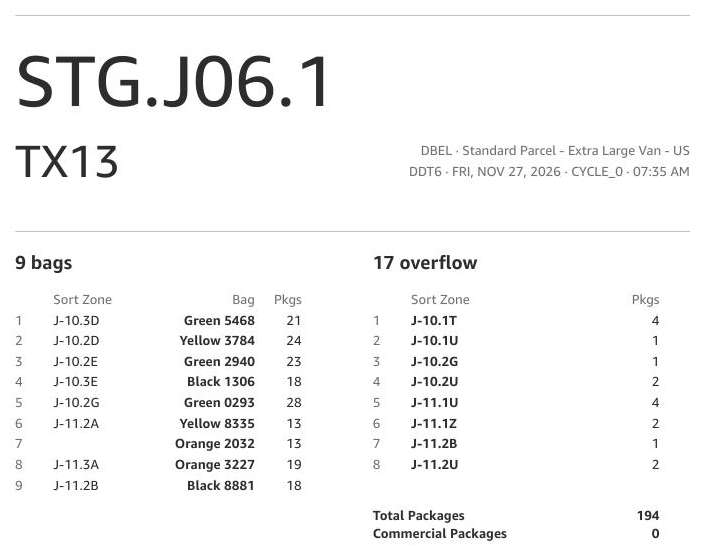 STG.J06.1
TX13
DBEL · Standard Parcel - Extra Large Van - US
DDT6 · FRI, NOV 27, 2026 · CYCLE_0 · 07:35 AM
9 bags
Sort Zone Bag Pkgs
1 J-10.3D Green 5468 21
2 J-10.2D Yellow 3784 24
3 J-10.2E Green 2940 23
4 J-10.3E Black 1306 18
5 J-10.2G Green 0293 28
6 J-11.2A Yellow 8335 13
7 Orange 2032 13
8 J-11.3A Orange 3227 19
9 J-11.2B Black 8881 18
17 overflow
Sort Zone Pkgs
1 J-10.1T 4
2 J-10.1U 1
3 J-10.2G 1
4 J-10.2U 2
5 J-11.1U 4
6 J-11.1Z 2
7 J-11.2B 1
8 J-11.2U 2
Total Packages 194
Commercial Packages 0